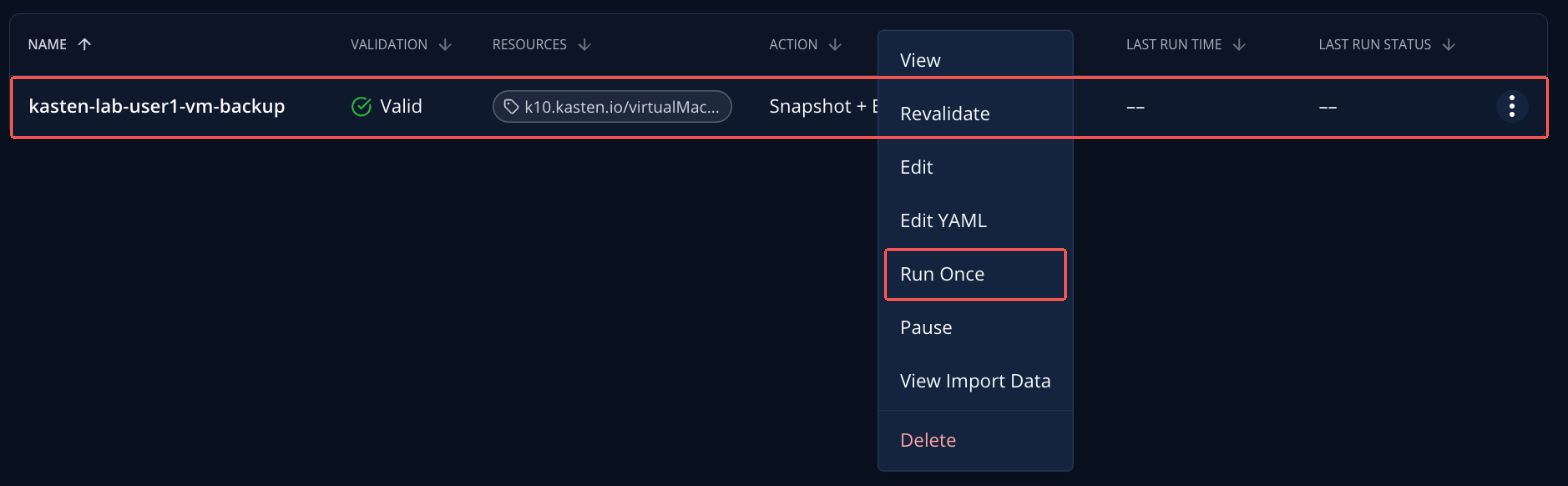 NAME VALIDATION RESOURCES ACTION LAST RUN TIME LAST RUN STATUS
kasten-lab-user1-vm-backup Valid k10.kasten.io/virtualMac... Snapshot + –– ––
View
Revalidate
Edit
Edit YAML
Run Once
Pause
View Import Data
Delete